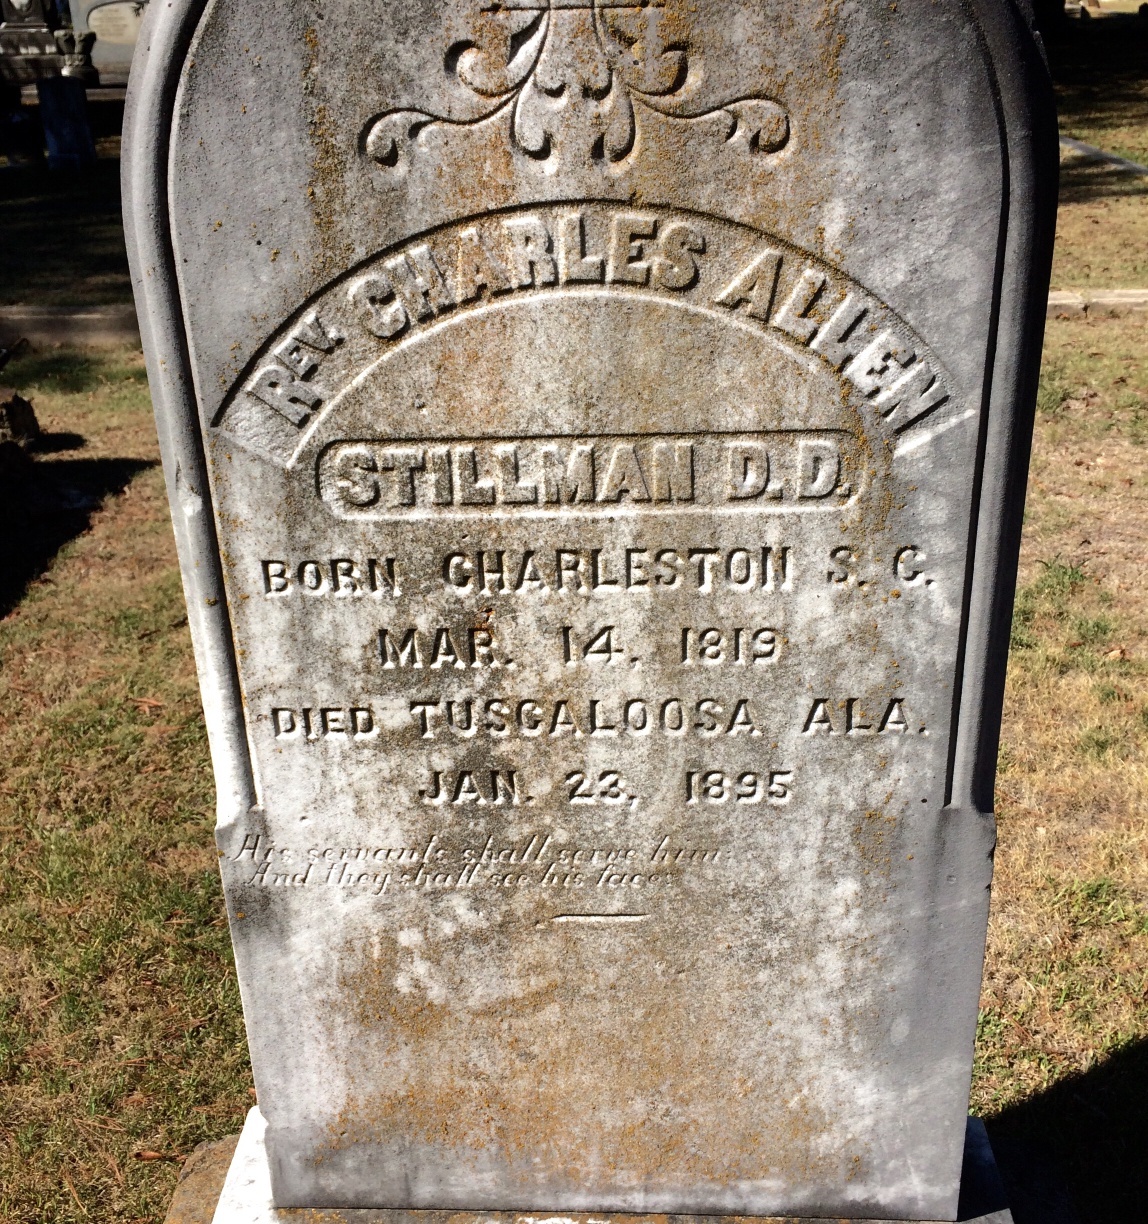 REV. CHARLES ALLEN
STILLMAN D.D.
BORN CHARLESTON S. C.
MAR. 14. 1819
DIED TUSCALOOSA ALA.
JAN. 23, 1895
His servants shall serve him:
And they shall see his face: